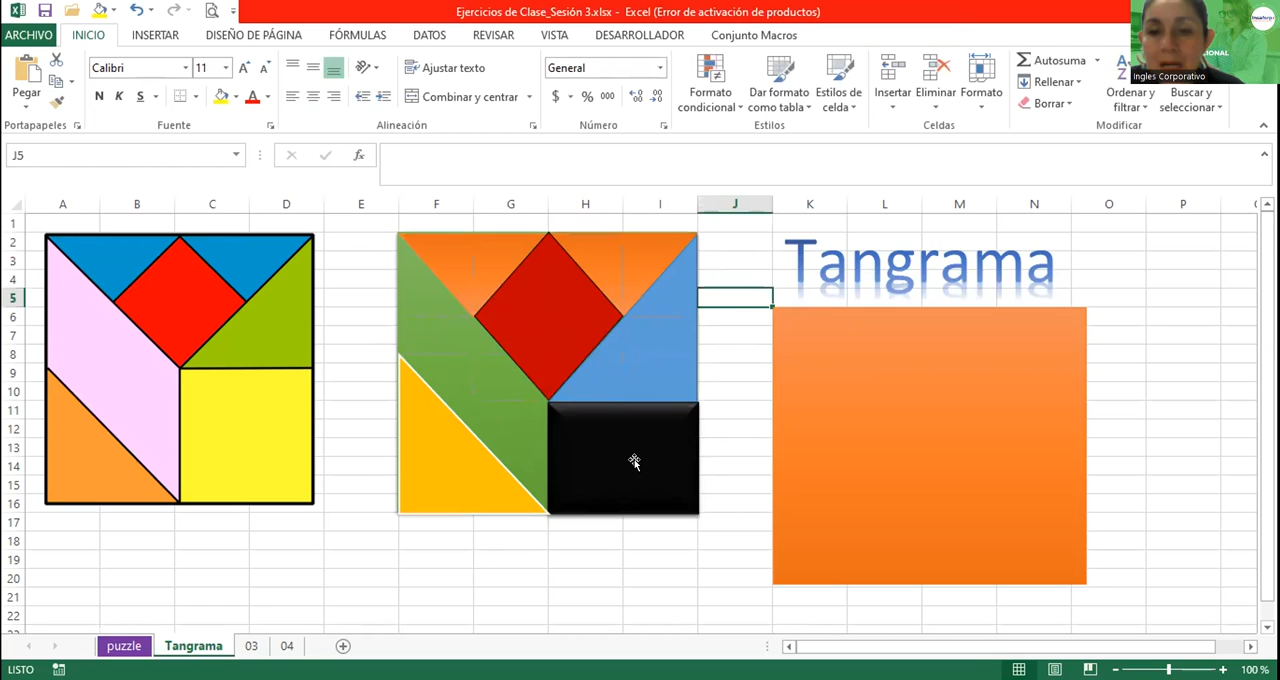 Ejercicios de Clase_Sesión 3.xlsx - Excel (Error de activación de productos)
ARCHIVO INICIO INSERTAR DISEÑO DE PÁGINA FÓRMULAS DATOS REVISAR VISTA DESARROLLADOR Conjunto Macros
Calibri 11 Ajustar texto General Autosuma
Ingles Corporativo
Pegar N K S Combinar y centrar $ % 000 Formato condicional Dar formato como tabla Estilos de celda Insertar Eliminar Formato Rellenar Borrar Ordenar y filtrar Buscar y seleccionar
Portapapeles Fuente Alineación Número Estilos Celdas Modificar
J5 fx
A B C D E F G H I J K L M N O P
1
2
3
4
5
6
7
8
9
10
11
12
13
14
15
16
17
18
19
20
21
22
Tangrama
puzzle Tangrama 03 04
LISTO 100 %